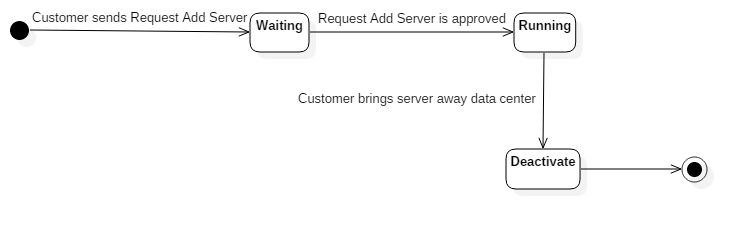 Customer sends Request Add Server
Waiting
Request Add Server is approved
Running
Customer brings server away data center
Deactivate